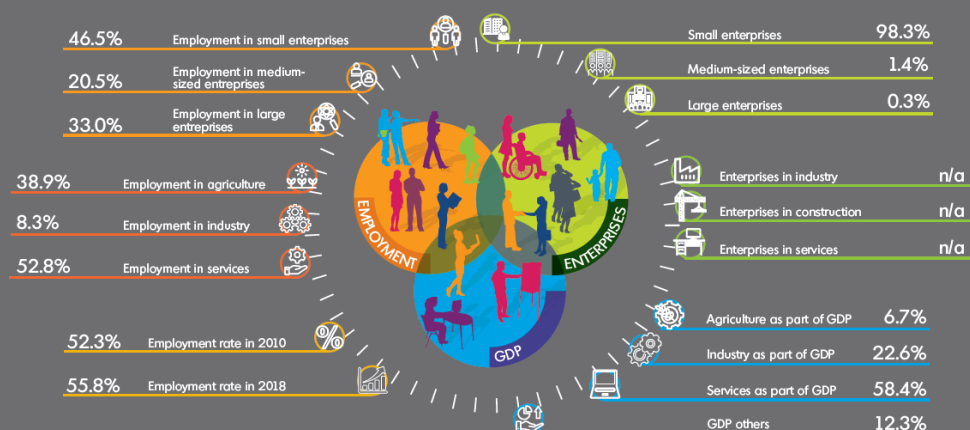 46.5% Employment in small enterprises
20.5% Employment in medium-
sized entreprises
33.0% Employment in large
entreprises
38.9% Employment in agriculture
8.3% Employment in industry
52.8% Employment in services
52.3% Employment rate in 2010
55.8% Employment rate in 2018
EMPLOYMENT
ENTERPRISES
GDP
Small enterprises 98.3%
Medium-sized enterprises 1.4%
Large enterprises 0.3%
Enterprises in industry n/a
Enterprises in construction n/a
Enterprises in services n/a
Agriculture as part of GDP 6.7%
Industry as part of GDP 22.6%
Services as part of GDP 58.4%
GDP others 12.3%